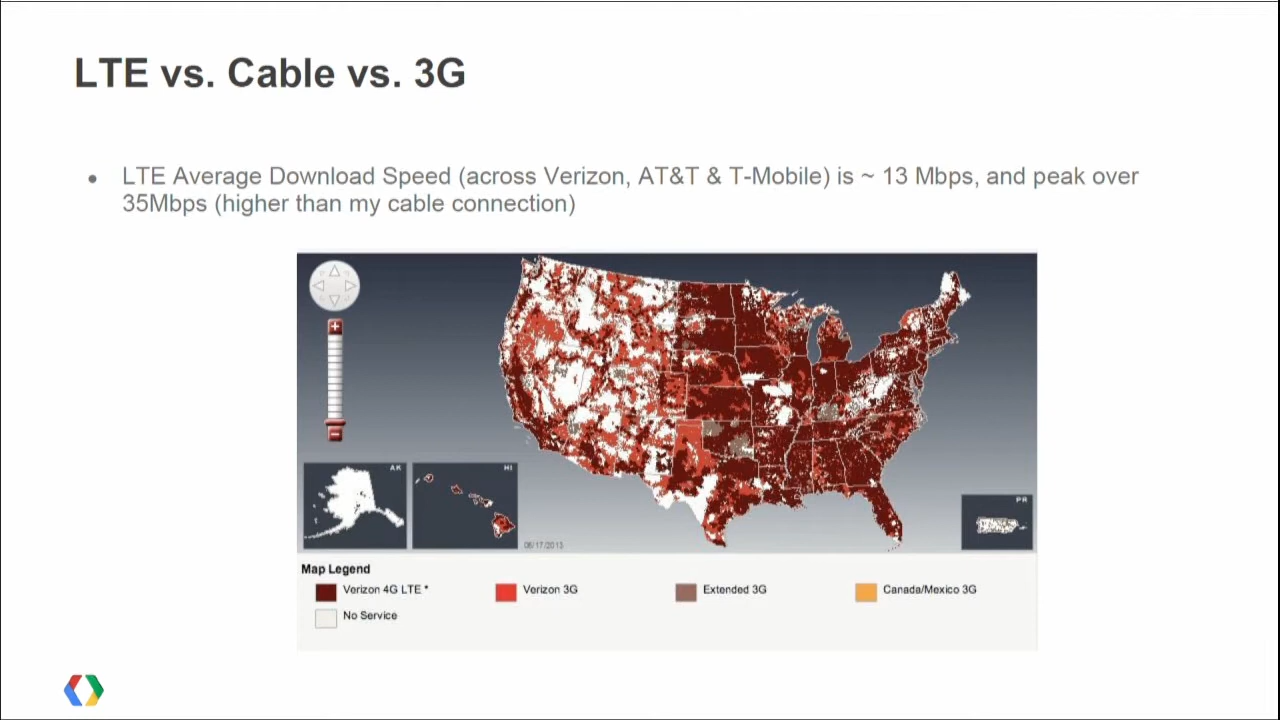 LTE vs. Cable vs. 3G
● LTE Average Download Speed (across Verizon, AT&T & T-Mobile) is ~ 13 Mbps, and peak over
35Mbps (higher than my cable connection)
AK
HI
PR
06/17/2013
Map Legend
Verizon 4G LTE *
Verizon 3G
Extended 3G
Canada/Mexico 3G
No Service